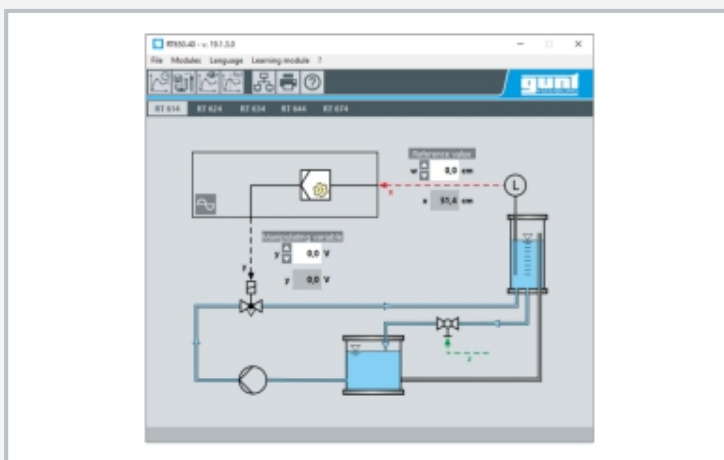 RT650.40 - v. 19.1.3.0
File Modules Language Learning module ?
gunt
RT 614 RT 624 RT 634 RT 644 RT 674
Reference value
w 0,0 cm
x
x 51,4 cm
L
Manipulating variable
y 0,0 V
y
y 0,0 V
z